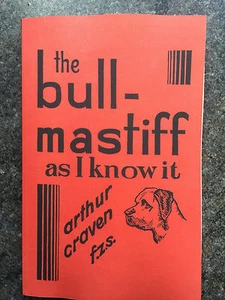 the
bull-
mastiff
as I know it
arthur
craven
f.z.s.